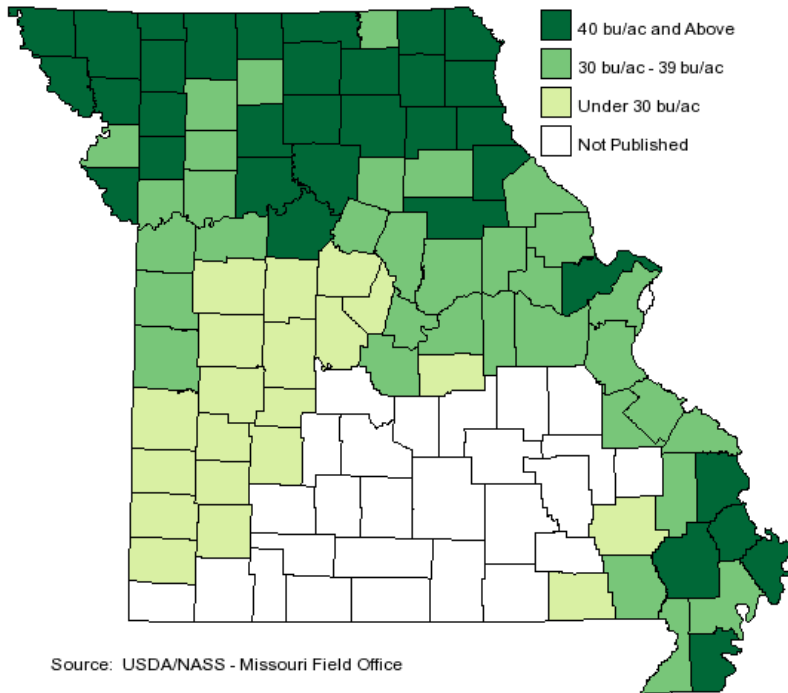 40 bu/ac and Above
30 bu/ac - 39 bu/ac
Under 30 bu/ac
Not Published
Source: USDA/NASS - Missouri Field Office